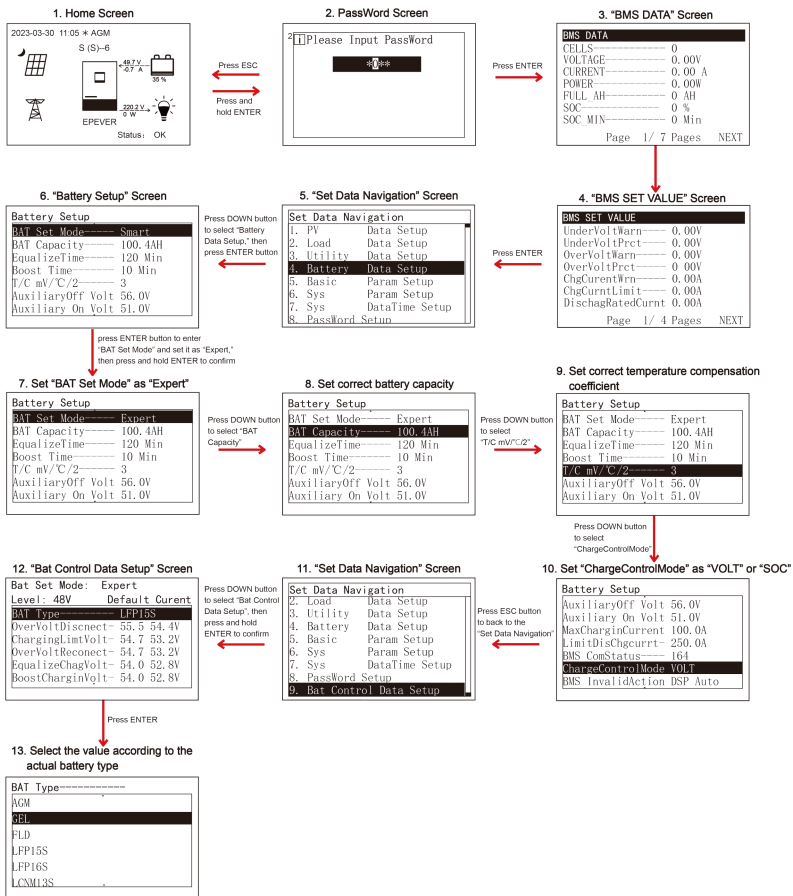 1. Home Screen
2023-03-30 11:05 ☀ AGM
S (S)--6
49.7 V
-0.7 A
35 %
220.2 V
0 W
EPEVER
Status: OK
Press ESC
Press and
hold ENTER
2. PassWord Screen
2 i Please Input PassWord
*0**
Press ENTER
3. “BMS DATA” Screen
BMS DATA
CELLS------------ 0
VOLTAGE---------- 0.00V
CURRENT---------- 0.00 A
POWER------------ 0.00W
FULL_AH---------- 0 AH
SOC-------------- 0 %
SOC_MIN---------- 0 Min
Page 1/ 7 Pages NEXT
4. “BMS SET VALUE” Screen
BMS SET VALUE
UnderVoltWarn---- 0.00V
UnderVoltPrct---- 0.00V
OverVoltWarn----- 0.00V
OverVoltPrct----- 0.00V
ChgCurentWrn---- 0.00A
ChgCurntLimit---- 0.00A
DischagRatedCurnt 0.00A
Page 1/ 4 Pages NEXT
Press ENTER
5. “Set Data Navigation” Screen
Set Data Navigation
1. PV Data Setup
2. Load Data Setup
3. Utility Data Setup
4. Battery Data Setup
5. Basic Param Setup
6. Sys Param Setup
7. Sys DataTime Setup
8. PassWord Setup
Press DOWN button
to select “Battery
Data Setup,” then
press ENTER button
6. “Battery Setup” Screen
Battery Setup
BAT Set Mode----- Smart
BAT Capacity----- 100.4AH
EqualizeTime----- 120 Min
Boost Time------- 10 Min
T/C mV/℃/2------ 3
AuxiliaryOff Volt 56.0V
Auxiliary On Volt 51.0V
press ENTER button to enter
“BAT Set Mode” and set it as “Expert,”
then press and hold ENTER to confirm
7. Set “BAT Set Mode” as “Expert”
Battery Setup
BAT Set Mode----- Expert
BAT Capacity----- 100.4AH
EqualizeTime----- 120 Min
Boost Time------- 10 Min
T/C mV/℃/2------ 3
AuxiliaryOff Volt 56.0V
Auxiliary On Volt 51.0V
Press DOWN button
to select “BAT
Capacity”
8. Set correct battery capacity
Battery Setup
BAT Set Mode----- Expert
BAT Capacity----- 100.4AH
EqualizeTime----- 120 Min
Boost Time------- 10 Min
T/C mV/℃/2------ 3
AuxiliaryOff Volt 56.0V
Auxiliary On Volt 51.0V
Press DOWN button
to select
“T/C mV/℃/2”
9. Set correct temperature compensation
coefficient
Battery Setup
BAT Set Mode----- Expert
BAT Capacity----- 100.4AH
EqualizeTime----- 120 Min
Boost Time------- 10 Min
T/C mV/℃/2------ 3
AuxiliaryOff Volt 56.0V
Auxiliary On Volt 51.0V
Press DOWN button
to select
“ChargeControlMode”
10. Set “ChargeControlMode” as “VOLT” or “SOC”
Battery Setup
AuxiliaryOff Volt 56.0V
Auxiliary On Volt 51.0V
MaxCharginCurrent 100.0A
LimitDisChgcurrt- 250.0A
BMS ComStatus---- 164
ChargeControlMode VOLT
BMS InvalidAction DSP Auto
Press ESC button
to back to the
“Set Data Navigation”
11. “Set Data Navigation” Screen
Set Data Navigation
2. Load Data Setup
3. Utility Data Setup
4. Battery Data Setup
5. Basic Param Setup
6. Sys Param Setup
7. Sys DataTime Setup
8. PassWord Setup
9. Bat Control Data Setup
Press DOWN button
to select “Bat Control
Data Setup”, then
press and hold
ENTER to confirm
12. “Bat Control Data Setup” Screen
Bat Set Mode: Expert
Level: 48V Default Curent
BAT Type--------- LFP15S
OverVoltDiscnect- 55.5 54.4V
ChargingLimtVolt- 54.7 53.2V
OverVoltReconect- 54.7 53.2V
EqualizeChagVolt- 54.0 52.8V
BoostCharginVolt- 54.0 52.8V
Press ENTER
13. Select the value according to the
actual battery type
BAT Type-----------
AGM
GEL
FLD
LFP15S
LFP16S
LCNM13S